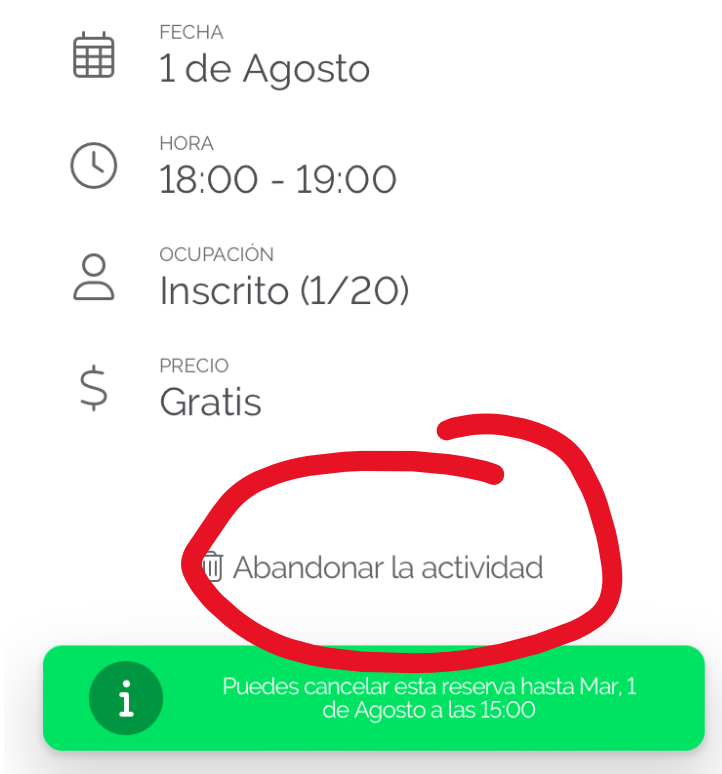 FECHA
1 de Agosto
HORA
18:00 - 19:00
OCUPACIÓN
Inscrito (1/20)
PRECIO
Gratis
Abandonar la actividad
Puedes cancelar esta reserva hasta Mar, 1
de Agosto a las 15:00